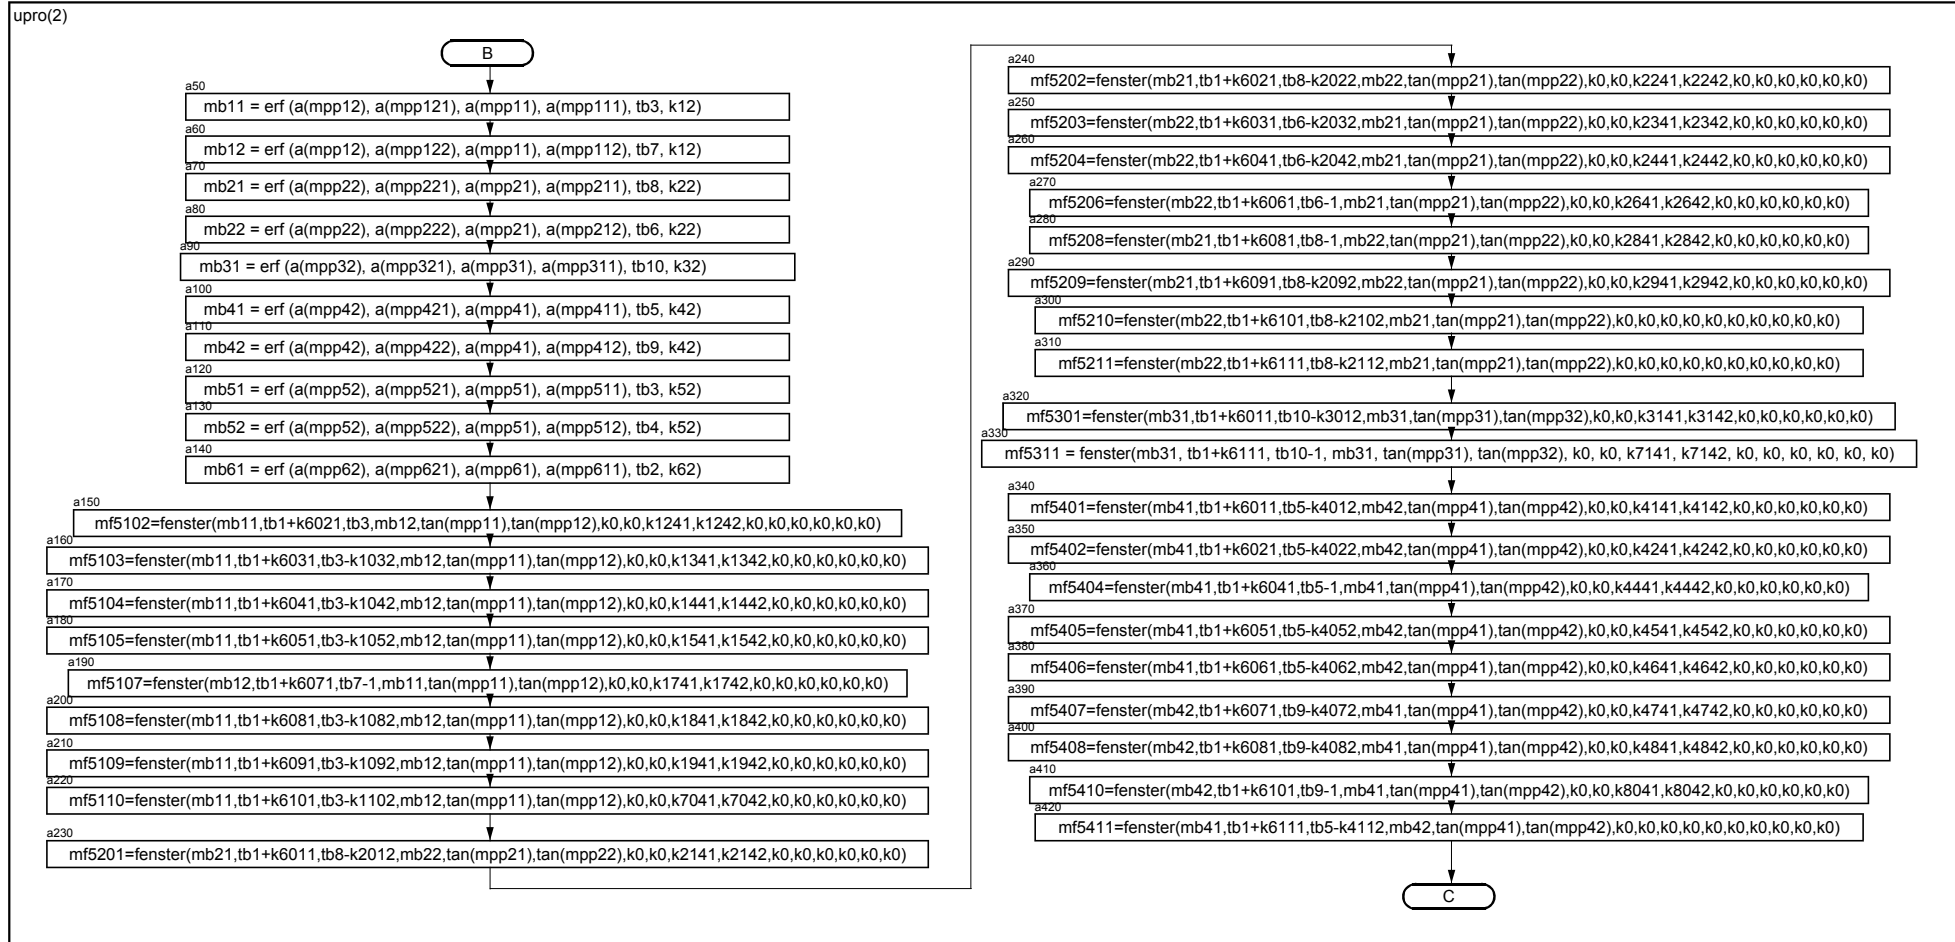 upro(2)
B
a50
mb11 = erf (a(mpp12), a(mpp121), a(mpp11), a(mpp111), tb3, k12)
a60
mb12 = erf (a(mpp12), a(mpp122), a(mpp11), a(mpp112), tb7, k12)
a70
mb21 = erf (a(mpp22), a(mpp221), a(mpp21), a(mpp211), tb8, k22)
a80
mb22 = erf (a(mpp22), a(mpp222), a(mpp21), a(mpp212), tb6, k22)
a90
mb31 = erf (a(mpp32), a(mpp321), a(mpp31), a(mpp311), tb10, k32)
a100
mb41 = erf (a(mpp42), a(mpp421), a(mpp41), a(mpp411), tb5, k42)
a110
mb42 = erf (a(mpp42), a(mpp422), a(mpp41), a(mpp412), tb9, k42)
a120
mb51 = erf (a(mpp52), a(mpp521), a(mpp51), a(mpp511), tb3, k52)
a130
mb52 = erf (a(mpp52), a(mpp522), a(mpp51), a(mpp512), tb4, k52)
a140
mb61 = erf (a(mpp62), a(mpp621), a(mpp61), a(mpp611), tb2, k62)
a150
mf5102=fenster(mb11,tb1+k6021,tb3,mb12,tan(mpp11),tan(mpp12),k0,k0,k1241,k1242,k0,k0,k0,k0,k0,k0)
a160
mf5103=fenster(mb11,tb1+k6031,tb3-k1032,mb12,tan(mpp11),tan(mpp12),k0,k0,k1341,k1342,k0,k0,k0,k0,k0,k0)
a170
mf5104=fenster(mb11,tb1+k6041,tb3-k1042,mb12,tan(mpp11),tan(mpp12),k0,k0,k1441,k1442,k0,k0,k0,k0,k0,k0)
a180
mf5105=fenster(mb11,tb1+k6051,tb3-k1052,mb12,tan(mpp11),tan(mpp12),k0,k0,k1541,k1542,k0,k0,k0,k0,k0,k0)
a190
mf5107=fenster(mb12,tb1+k6071,tb7-1,mb11,tan(mpp11),tan(mpp12),k0,k0,k1741,k1742,k0,k0,k0,k0,k0,k0)
a200
mf5108=fenster(mb11,tb1+k6081,tb3-k1082,mb12,tan(mpp11),tan(mpp12),k0,k0,k1841,k1842,k0,k0,k0,k0,k0,k0)
a210
mf5109=fenster(mb11,tb1+k6091,tb3-k1092,mb12,tan(mpp11),tan(mpp12),k0,k0,k1941,k1942,k0,k0,k0,k0,k0,k0)
a220
mf5110=fenster(mb11,tb1+k6101,tb3-k1102,mb12,tan(mpp11),tan(mpp12),k0,k0,k7041,k7042,k0,k0,k0,k0,k0,k0)
a230
mf5201=fenster(mb21,tb1+k6011,tb8-k2012,mb22,tan(mpp21),tan(mpp22),k0,k0,k2141,k2142,k0,k0,k0,k0,k0,k0)
a240
mf5202=fenster(mb21,tb1+k6021,tb8-k2022,mb22,tan(mpp21),tan(mpp22),k0,k0,k2241,k2242,k0,k0,k0,k0,k0,k0)
a250
mf5203=fenster(mb22,tb1+k6031,tb6-k2032,mb21,tan(mpp21),tan(mpp22),k0,k0,k2341,k2342,k0,k0,k0,k0,k0,k0)
a260
mf5204=fenster(mb22,tb1+k6041,tb6-k2042,mb21,tan(mpp21),tan(mpp22),k0,k0,k2441,k2442,k0,k0,k0,k0,k0,k0)
a270
mf5206=fenster(mb22,tb1+k6061,tb6-1,mb21,tan(mpp21),tan(mpp22),k0,k0,k2641,k2642,k0,k0,k0,k0,k0,k0)
a280
mf5208=fenster(mb21,tb1+k6081,tb8-1,mb22,tan(mpp21),tan(mpp22),k0,k0,k2841,k2842,k0,k0,k0,k0,k0,k0)
a290
mf5209=fenster(mb21,tb1+k6091,tb8-k2092,mb22,tan(mpp21),tan(mpp22),k0,k0,k2941,k2942,k0,k0,k0,k0,k0,k0)
a300
mf5210=fenster(mb22,tb1+k6101,tb8-k2102,mb21,tan(mpp21),tan(mpp22),k0,k0,k0,k0,k0,k0,k0,k0,k0,k0)
a310
mf5211=fenster(mb22,tb1+k6111,tb8-k2112,mb21,tan(mpp21),tan(mpp22),k0,k0,k0,k0,k0,k0,k0,k0,k0,k0)
a320
mf5301=fenster(mb31,tb1+k6011,tb10-k3012,mb31,tan(mpp31),tan(mpp32),k0,k0,k3141,k3142,k0,k0,k0,k0,k0,k0)
a330
mf5311 = fenster(mb31, tb1+k6111, tb10-1, mb31, tan(mpp31), tan(mpp32), k0, k0, k7141, k7142, k0, k0, k0, k0, k0, k0)
a340
mf5401=fenster(mb41,tb1+k6011,tb5-k4012,mb42,tan(mpp41),tan(mpp42),k0,k0,k4141,k4142,k0,k0,k0,k0,k0,k0)
a350
mf5402=fenster(mb41,tb1+k6021,tb5-k4022,mb42,tan(mpp41),tan(mpp42),k0,k0,k4241,k4242,k0,k0,k0,k0,k0,k0)
a360
mf5404=fenster(mb41,tb1+k6041,tb5-1,mb41,tan(mpp41),tan(mpp42),k0,k0,k4441,k4442,k0,k0,k0,k0,k0,k0)
a370
mf5405=fenster(mb41,tb1+k6051,tb5-k4052,mb42,tan(mpp41),tan(mpp42),k0,k0,k4541,k4542,k0,k0,k0,k0,k0,k0)
a380
mf5406=fenster(mb41,tb1+k6061,tb5-k4062,mb42,tan(mpp41),tan(mpp42),k0,k0,k4641,k4642,k0,k0,k0,k0,k0,k0)
a390
mf5407=fenster(mb42,tb1+k6071,tb9-k4072,mb41,tan(mpp41),tan(mpp42),k0,k0,k4741,k4742,k0,k0,k0,k0,k0,k0)
a400
mf5408=fenster(mb42,tb1+k6081,tb9-k4082,mb41,tan(mpp41),tan(mpp42),k0,k0,k4841,k4842,k0,k0,k0,k0,k0,k0)
a410
mf5410=fenster(mb42,tb1+k6101,tb9-1,mb41,tan(mpp41),tan(mpp42),k0,k0,k8041,k8042,k0,k0,k0,k0,k0,k0)
a420
mf5411=fenster(mb41,tb1+k6111,tb5-k4112,mb42,tan(mpp41),tan(mpp42),k0,k0,k0,k0,k0,k0,k0,k0,k0,k0)
C